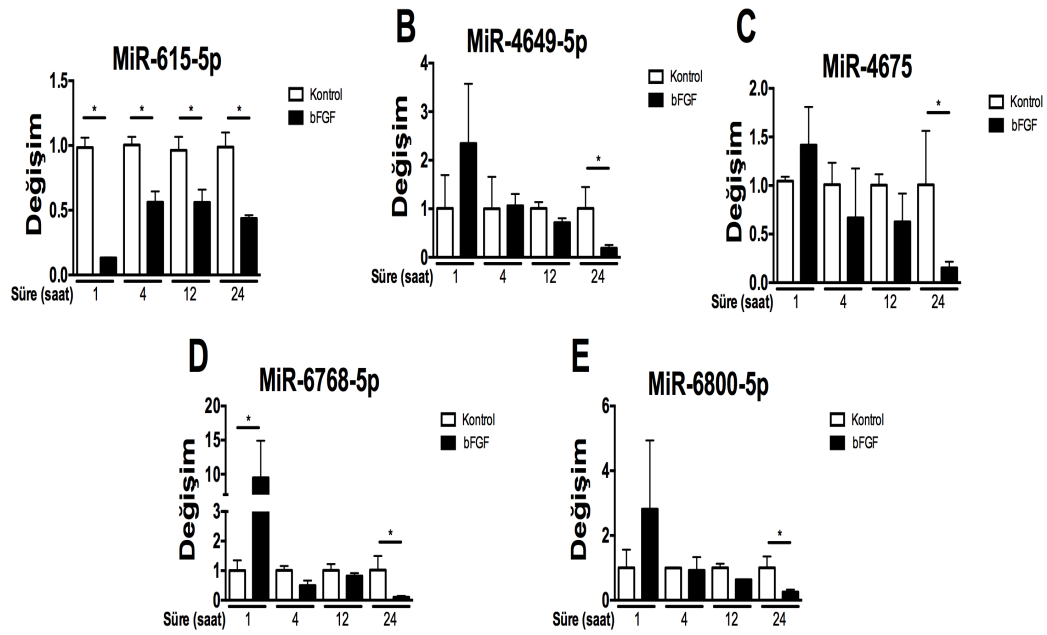 MiR-615-5p
Değişim
1.5
1.0
0.5
0.0
* * * *
Kontrol
bFGF
Süre (saat) 1 4 12 24
B
MiR-4649-5p
Değişim
4
3
2
1
0
*
Kontrol
bFGF
Süre (saat) 1 4 12 24
C
MiR-4675
Değişim
2.0
1.5
1.0
0.5
0.0
*
Kontrol
bFGF
Süre (saat) 1 4 12 24
D
MiR-6768-5p
Değişim
20
15
10
5
3
2
1
0
* *
Kontrol
bFGF
Süre (saat) 1 4 12 24
E
MiR-6800-5p
Değişim
6
4
2
0
*
Kontrol
bFGF
Süre (saat) 1 4 12 24